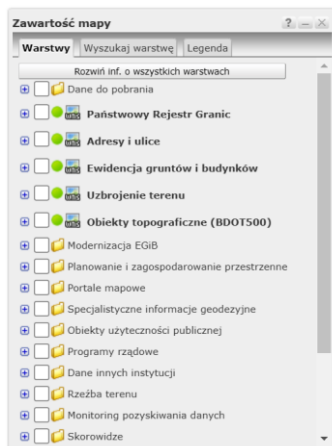 Zawartość mapy
Warstwy Wyszukaj warstwę Legenda
Rozwiń inf. o wszystkich warstwach
Dane do pobrania
Państwowy Rejestr Granic
Adresy i ulice
Ewidencja gruntów i budynków
Uzbrojenie terenu
Obiekty topograficzne (BDOT500)
Modernizacja EGiB
Planowanie i zagospodarowanie przestrzenne
Portale mapowe
Specjalistyczne informacje geodezyjne
Obiekty użyteczności publicznej
Programy rządowe
Dane innych instytucji
Rzeźba terenu
Monitoring pozyskiwania danych
Skorowidze